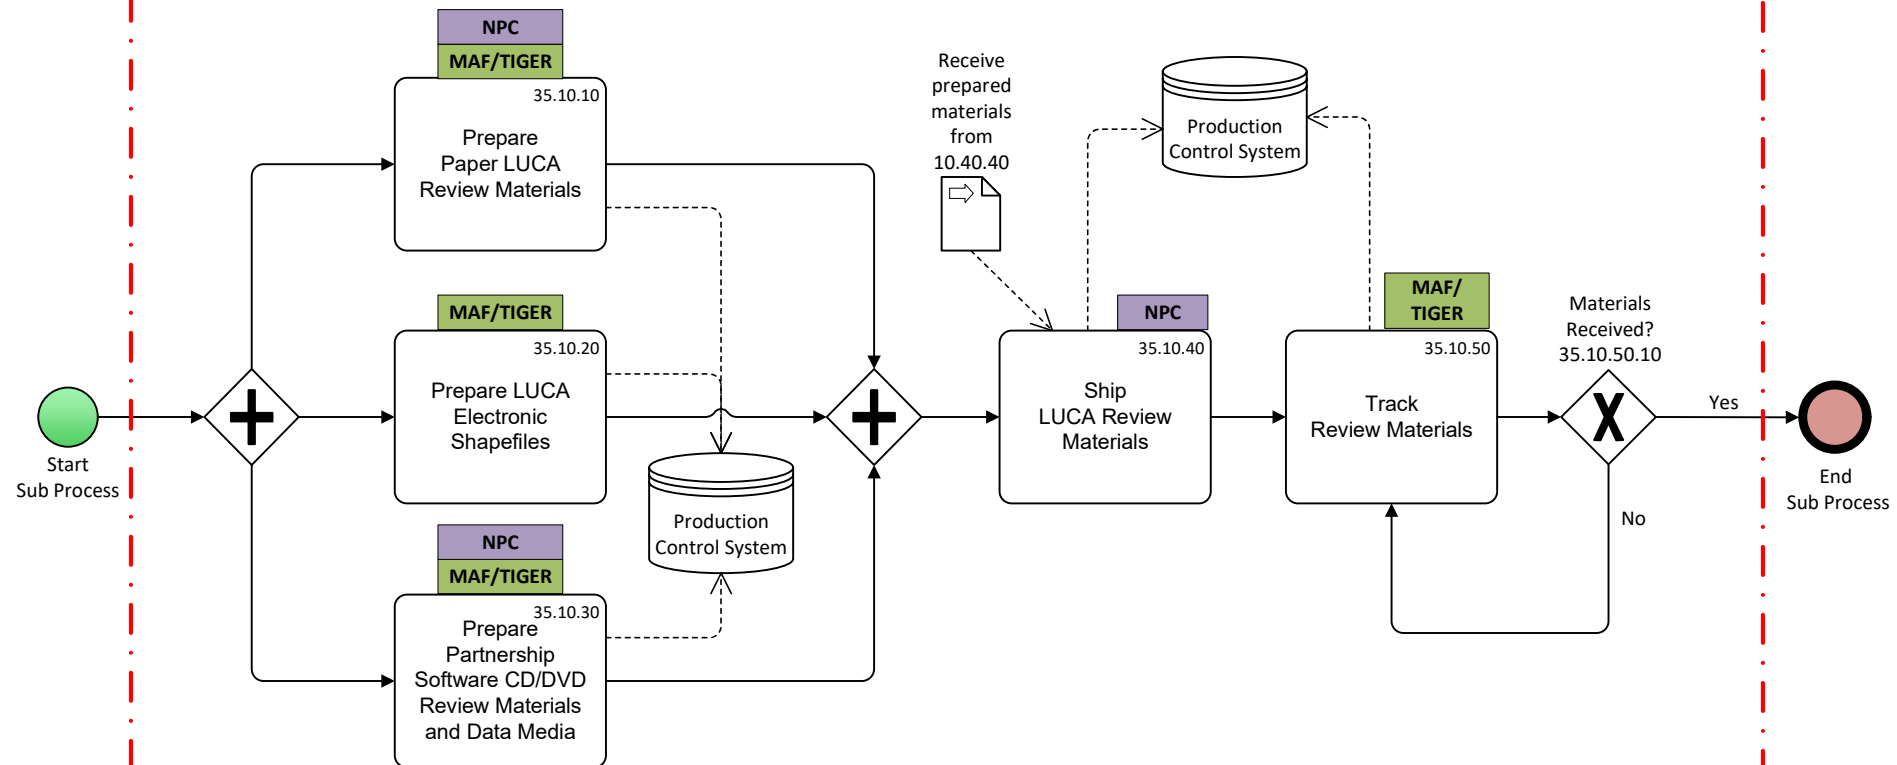 Start
Sub Process
NPC
MAF/TIGER
35.10.10
Prepare
Paper LUCA
Review Materials
MAF/TIGER
35.10.20
Prepare LUCA
Electronic
Shapefiles
NPC
MAF/TIGER
35.10.30
Prepare
Partnership
Software CD/DVD
Review Materials
and Data Media
Production
Control System
Receive
prepared
materials
from
10.40.40
Production
Control System
NPC
35.10.40
Ship
LUCA Review
Materials
MAF/
TIGER
35.10.50
Track
Review Materials
Materials
Received?
35.10.50.10
X
Yes
No
End
Sub Process